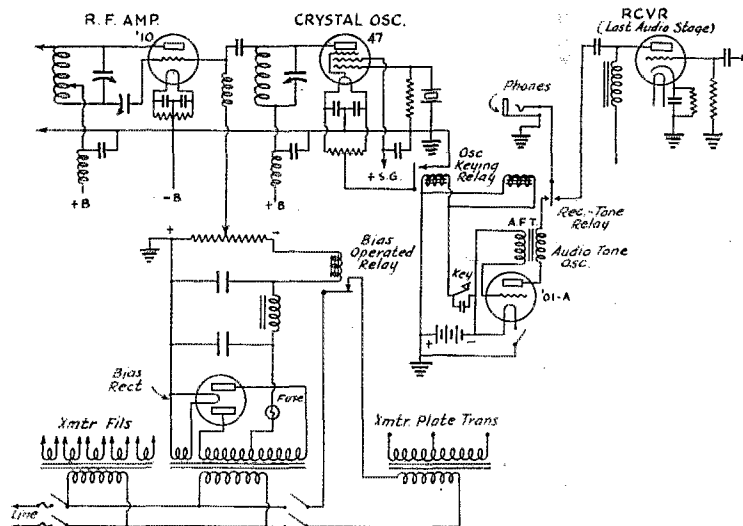 R.F. AMP.
'10
CRYSTAL OSC.
47
RCVR
(Last Audio Stage)
Phones
+B
-B
+B
+S.G.
Osc
Keying
Relay
Rec.-Tone
Relay
A.F.T.
Audio Tone
Osc.
'01-A
Key
+ -
+ -
Bias
Operated
Relay
Bias
Rect
Fuse
Xmtr Fils
Xmtr. Plate Trans
Line